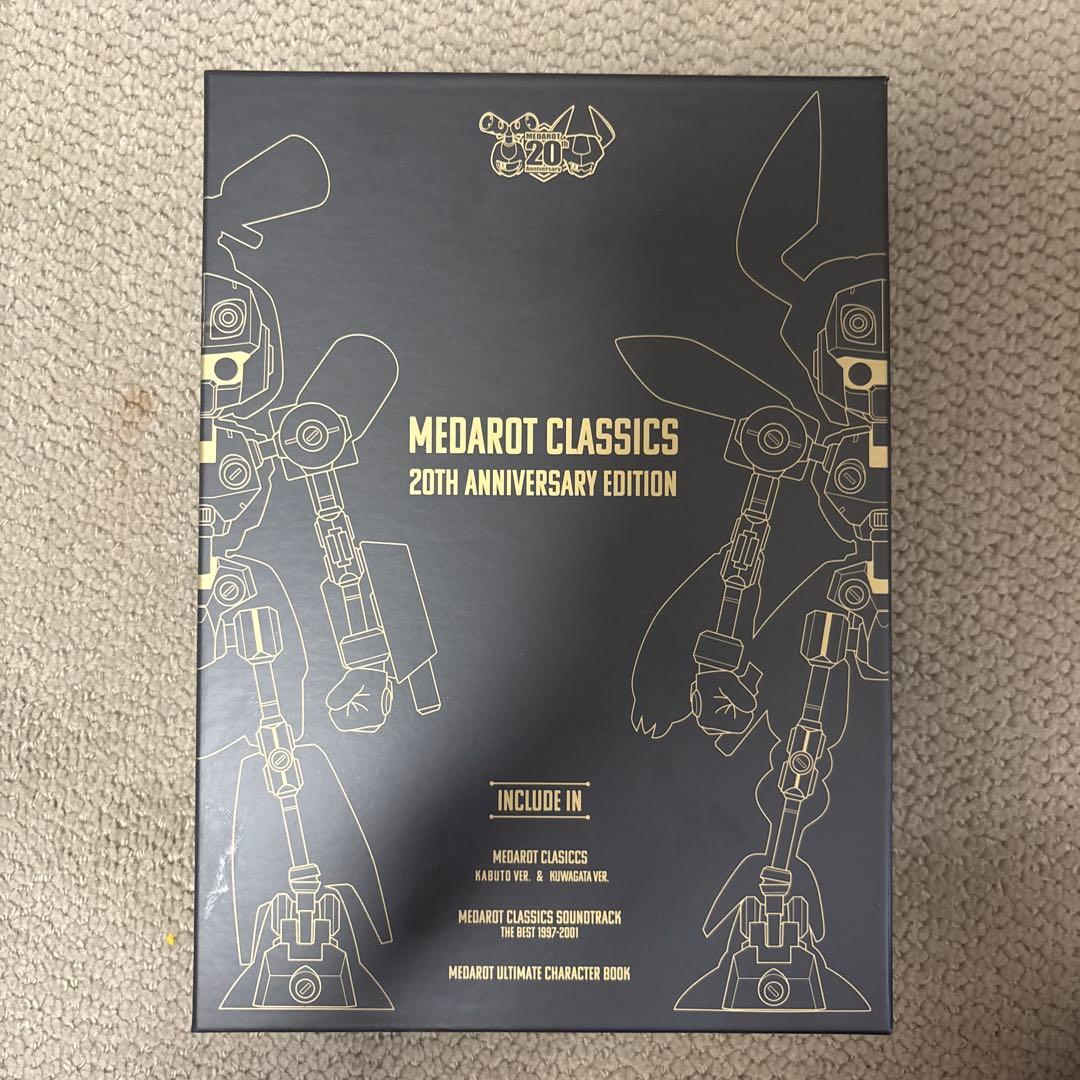 MEDAROT
20th
Anniversary
MEDAROT CLASSICS
20TH ANNIVERSARY EDITION
INCLUDE IN
MEDAROT CLASICCS
KABUTO VER. & KUWAGATA VER.
MEDAROT CLASSICS SOUNDTRACK
THE BEST 1997-2001
MEDAROT ULTIMATE CHARACTER BOOK